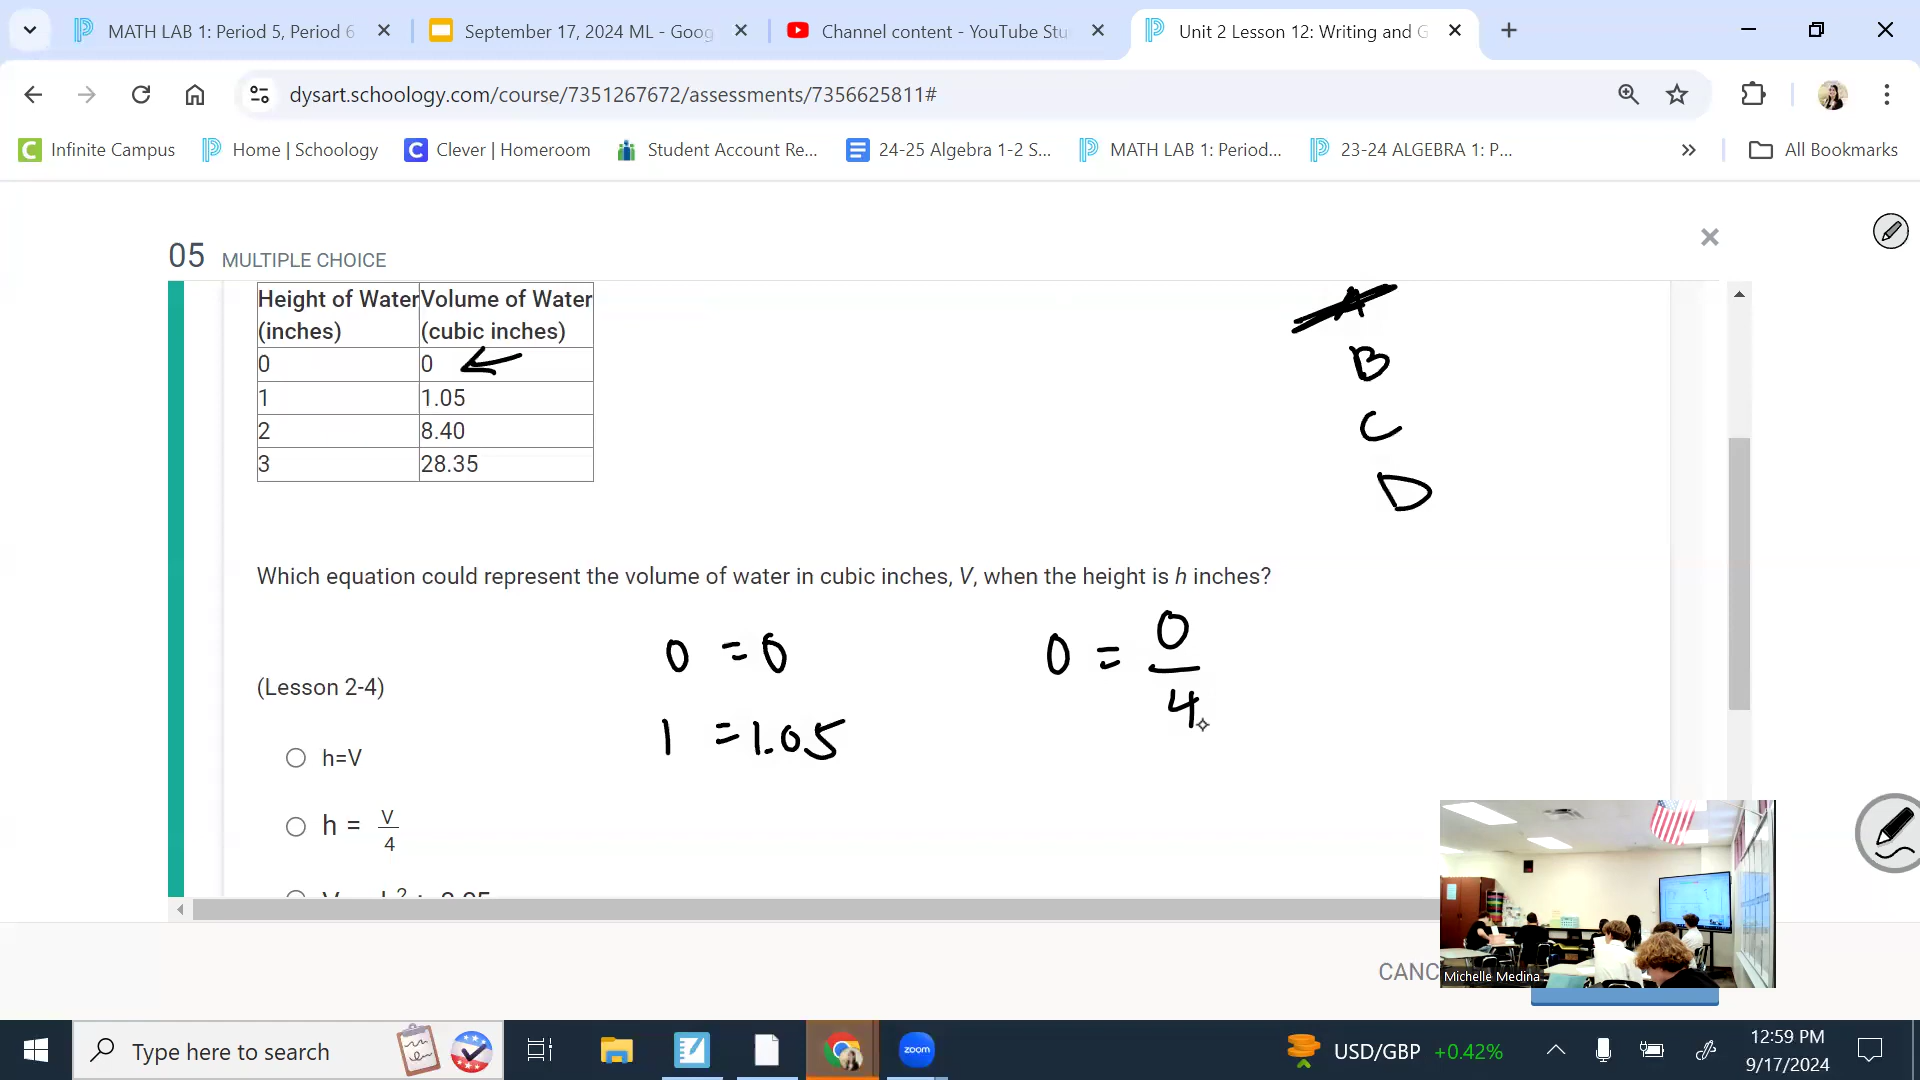 MATH LAB 1: Period 5, Period 6
September 17, 2024 ML - Goog
Channel content - YouTube Stu
Unit 2 Lesson 12: Writing and G
dysart.schoology.com/course/7351267672/assessments/7356625811#
Infinite Campus
Home | Schoology
Clever | Homeroom
Student Account Re...
24-25 Algebra 1-2 S...
MATH LAB 1: Period...
23-24 ALGEBRA 1: P...
All Bookmarks
05 MULTIPLE CHOICE
Height of Water (inches) Volume of Water (cubic inches)
0 0
1 1.05
2 8.40
3 28.35
A
B
C
D
Which equation could represent the volume of water in cubic inches, V, when the height is h inches?
0 = 0
0 = 0/4
(Lesson 2-4)
1 = 1.05
h=V
h = V/4
CANC
Michelle Medina
Type here to search
zoom
USD/GBP +0.42%
12:59 PM
9/17/2024